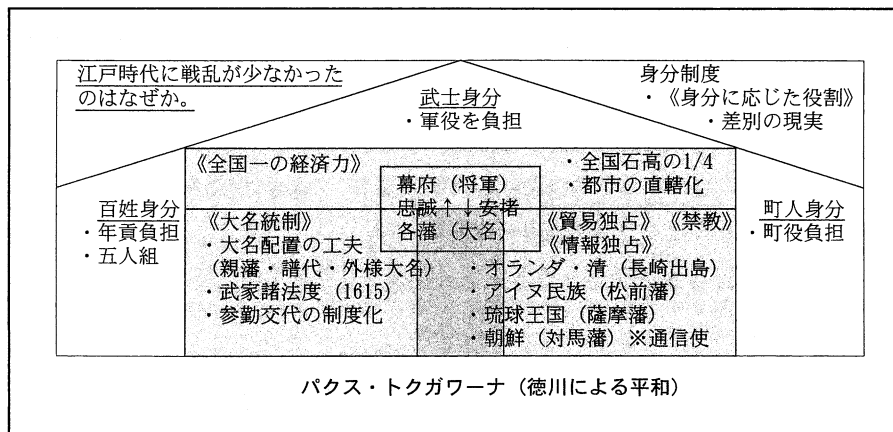 江戸時代に戦乱が少なかった
のはなぜか。
武士身分
・軍役を負担
身分制度
・《身分に応じた役割》
・差別の現実
《全国一の経済力》
・全国石高の1/4
・都市の直轄化
幕府（将軍）
忠誠↑↓安堵
各藩（大名）
百姓身分
・年貢負担
・五人組
《大名統制》
・大名配置の工夫
（親藩・譜代・外様大名）
・武家諸法度（1615）
・参勤交代の制度化
《貿易独占》《禁教》
《情報独占》
・オランダ・清（長崎出島）
・アイヌ民族（松前藩）
・琉球王国（薩摩藩）
・朝鮮（対馬藩）※通信使
町人身分
・町役負担
パクス・トクガワーナ（徳川による平和）